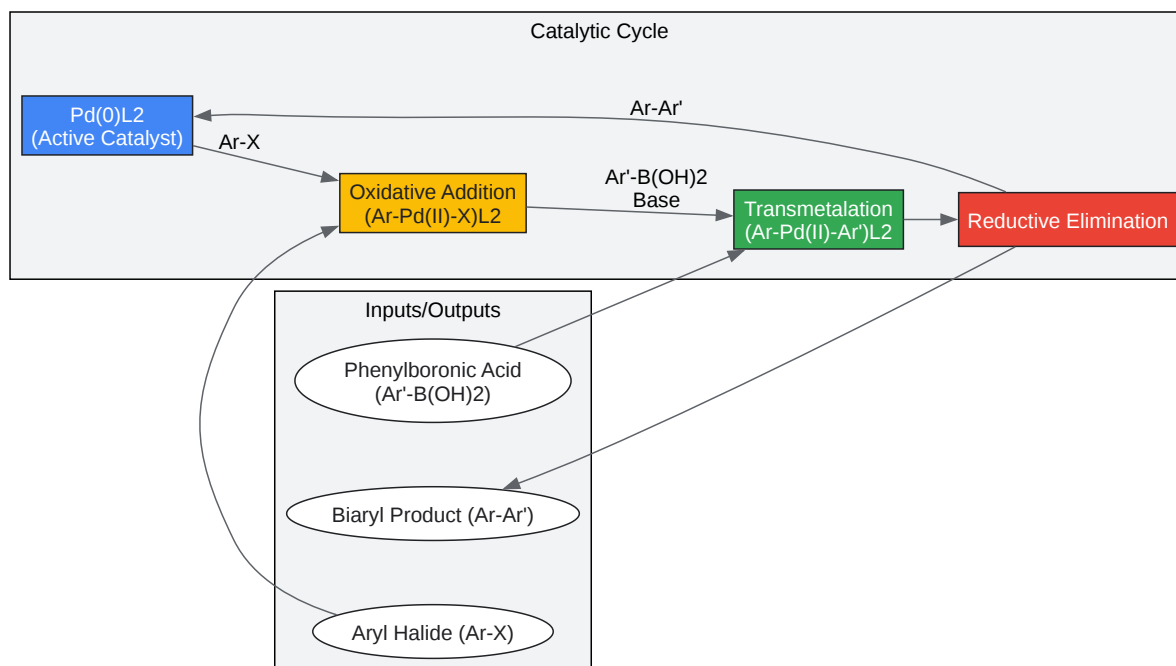 Catalytic Cycle
Pd(0)L2
(Active Catalyst)
Ar-X
Ar-Ar'
Oxidative Addition
(Ar-Pd(II)-X)L2
Ar'-B(OH)2
Base
Transmetalation
(Ar-Pd(II)-Ar')L2
Reductive Elimination
Inputs/Outputs
Phenylboronic Acid
(Ar'-B(OH)2)
Biaryl Product (Ar-Ar')
Aryl Halide (Ar-X)